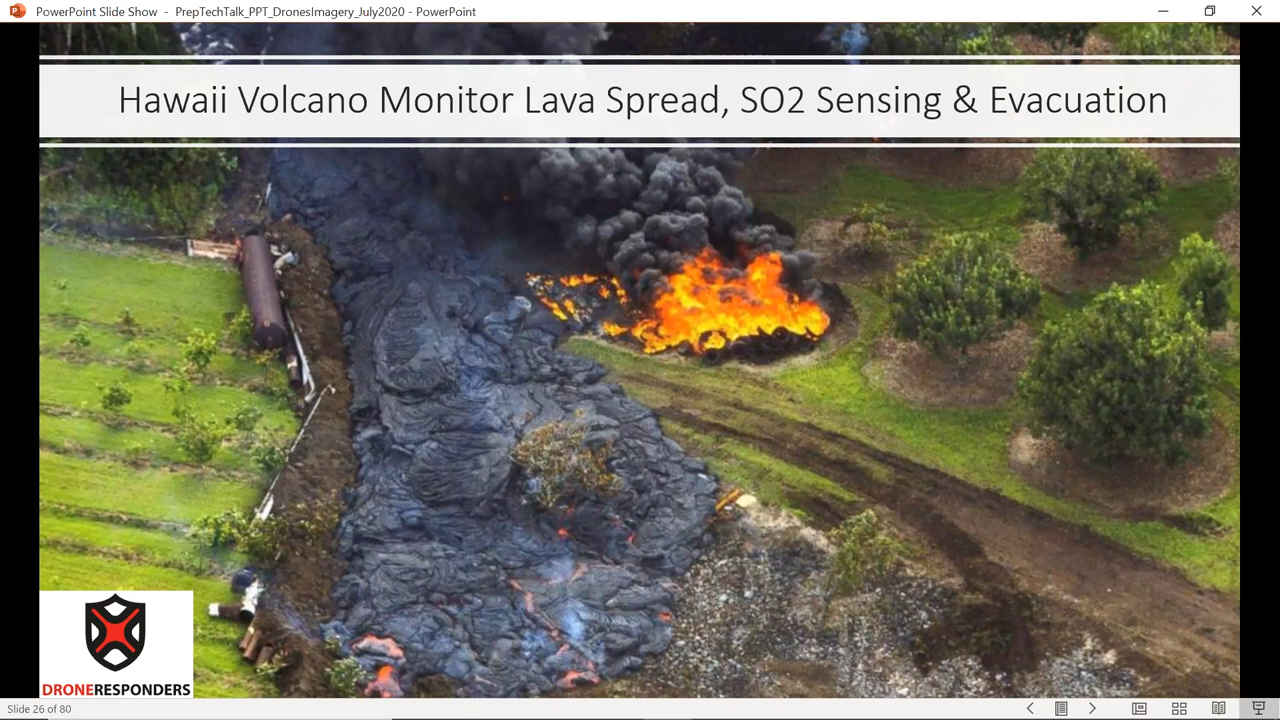 PowerPoint Slide Show - PrepTechTalk_PPT_DronesImagery_July2020 - PowerPoint
Hawaii Volcano Monitor Lava Spread, SO2 Sensing & Evacuation
DRONERESPONDERS
Slide 26 of 80